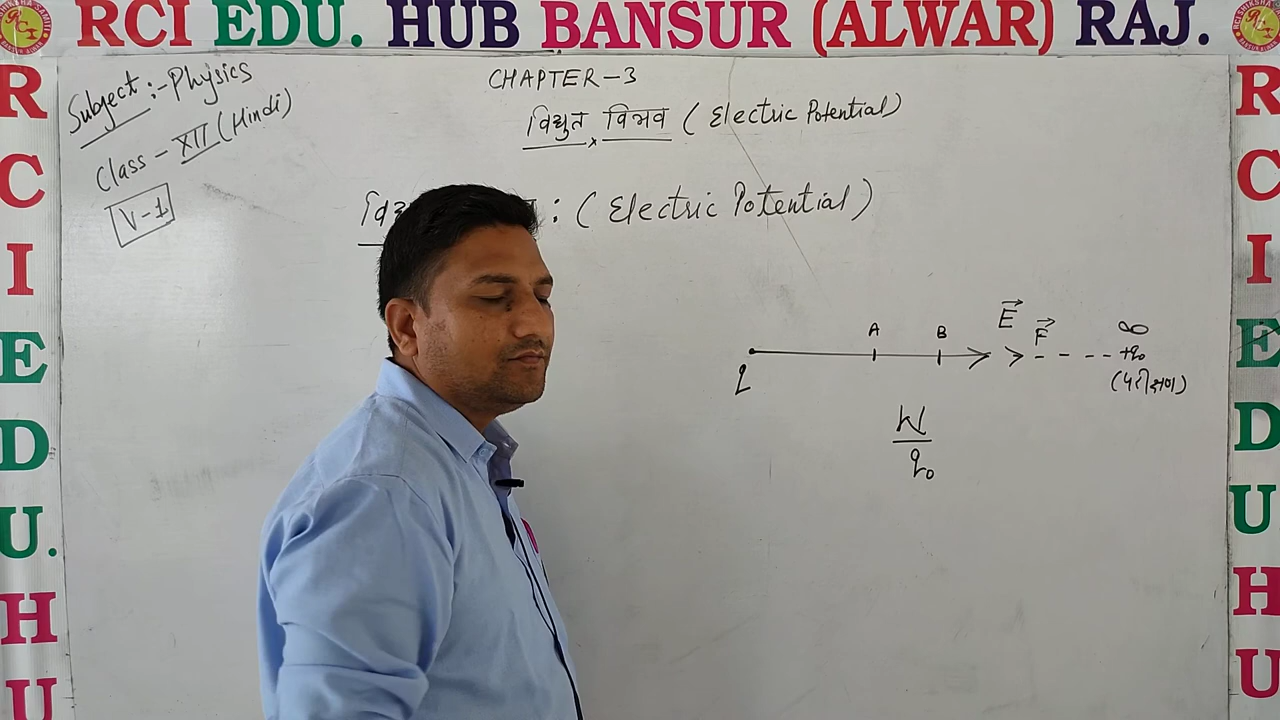 RCI EDU. HUB BANSUR (ALWAR) RAJ.
R C I E D U. H U
R C I E D U H U
Subject :- Physics
Class - XII (Hindi)
V-1
CHAPTER-3
विद्युत विभव ( Electric Potential )
: ( Electric Potential )
A B E F ∞
+q₀
q
(परीक्षण)
W
q₀